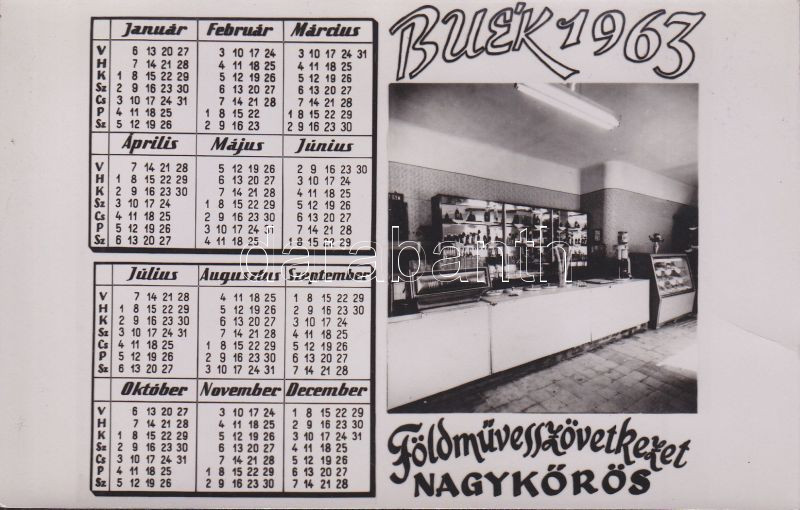 BUÉK 1963
Január Február Március
V 6 13 20 27 3 10 17 24 3 10 17 24 31
H 7 14 21 28 4 11 18 25 4 11 18 25
K 1 8 15 22 29 5 12 19 26 5 12 19 26
Sz 2 9 16 23 30 6 13 20 27 6 13 20 27
Cs 3 10 17 24 31 7 14 21 28 7 14 21 28
P 4 11 18 25 1 8 15 22 1 8 15 22 29
Sz 5 12 19 26 2 9 16 23 2 9 16 23 30
Április Május Június
V 7 14 21 28 5 12 19 26 2 9 16 23 30
H 1 8 15 22 29 6 13 20 27 3 10 17 24
K 2 9 16 23 30 7 14 21 28 4 11 18 25
Sz 3 10 17 24 1 8 15 22 29 5 12 19 26
Cs 4 11 18 25 2 9 16 23 30 6 13 20 27
P 5 12 19 26 3 10 17 24 31 7 14 21 28
Sz 6 13 20 27 4 11 18 25 1 8 15 22 29
darabanth
Július Augusztus Szeptember
V 7 14 21 28 4 11 18 25 1 8 15 22 29
H 1 8 15 22 29 5 12 19 26 2 9 16 23 30
K 2 9 16 23 30 6 13 20 27 3 10 17 24
Sz 3 10 17 24 31 7 14 21 28 4 11 18 25
Cs 4 11 18 25 1 8 15 22 29 5 12 19 26
P 5 12 19 26 2 9 16 23 30 6 13 20 27
Sz 6 13 20 27 3 10 17 24 31 7 14 21 28
Október November December
V 6 13 20 27 3 10 17 24 1 8 15 22 29
H 7 14 21 28 4 11 18 25 2 9 16 23 30
K 1 8 15 22 29 5 12 19 26 3 10 17 24 31
Sz 2 9 16 23 30 6 13 20 27 4 11 18 25
Cs 3 10 17 24 31 7 14 21 28 5 12 19 26
P 4 11 18 25 1 8 15 22 29 6 13 20 27
Sz 5 12 19 26 2 9 16 23 30 7 14 21 28
Földművesszövetkezet
NAGYKŐRÖS